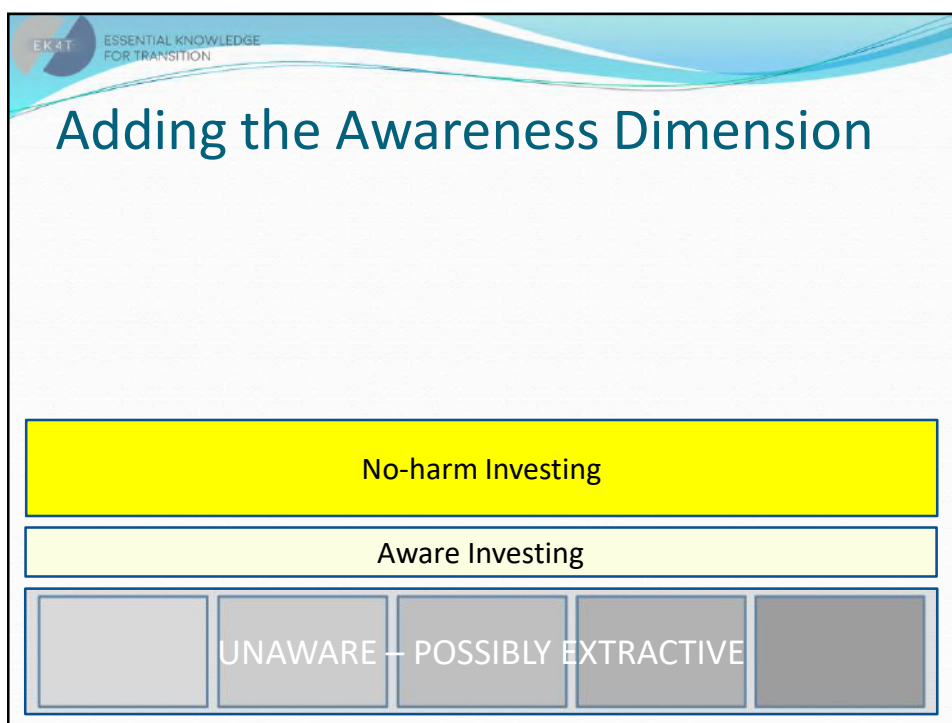 EK4T
ESSENTIAL KNOWLEDGE
FOR TRANSITION
Adding the Awareness Dimension
No-harm Investing
Aware Investing
UNAWARE – POSSIBLY EXTRACTIVE